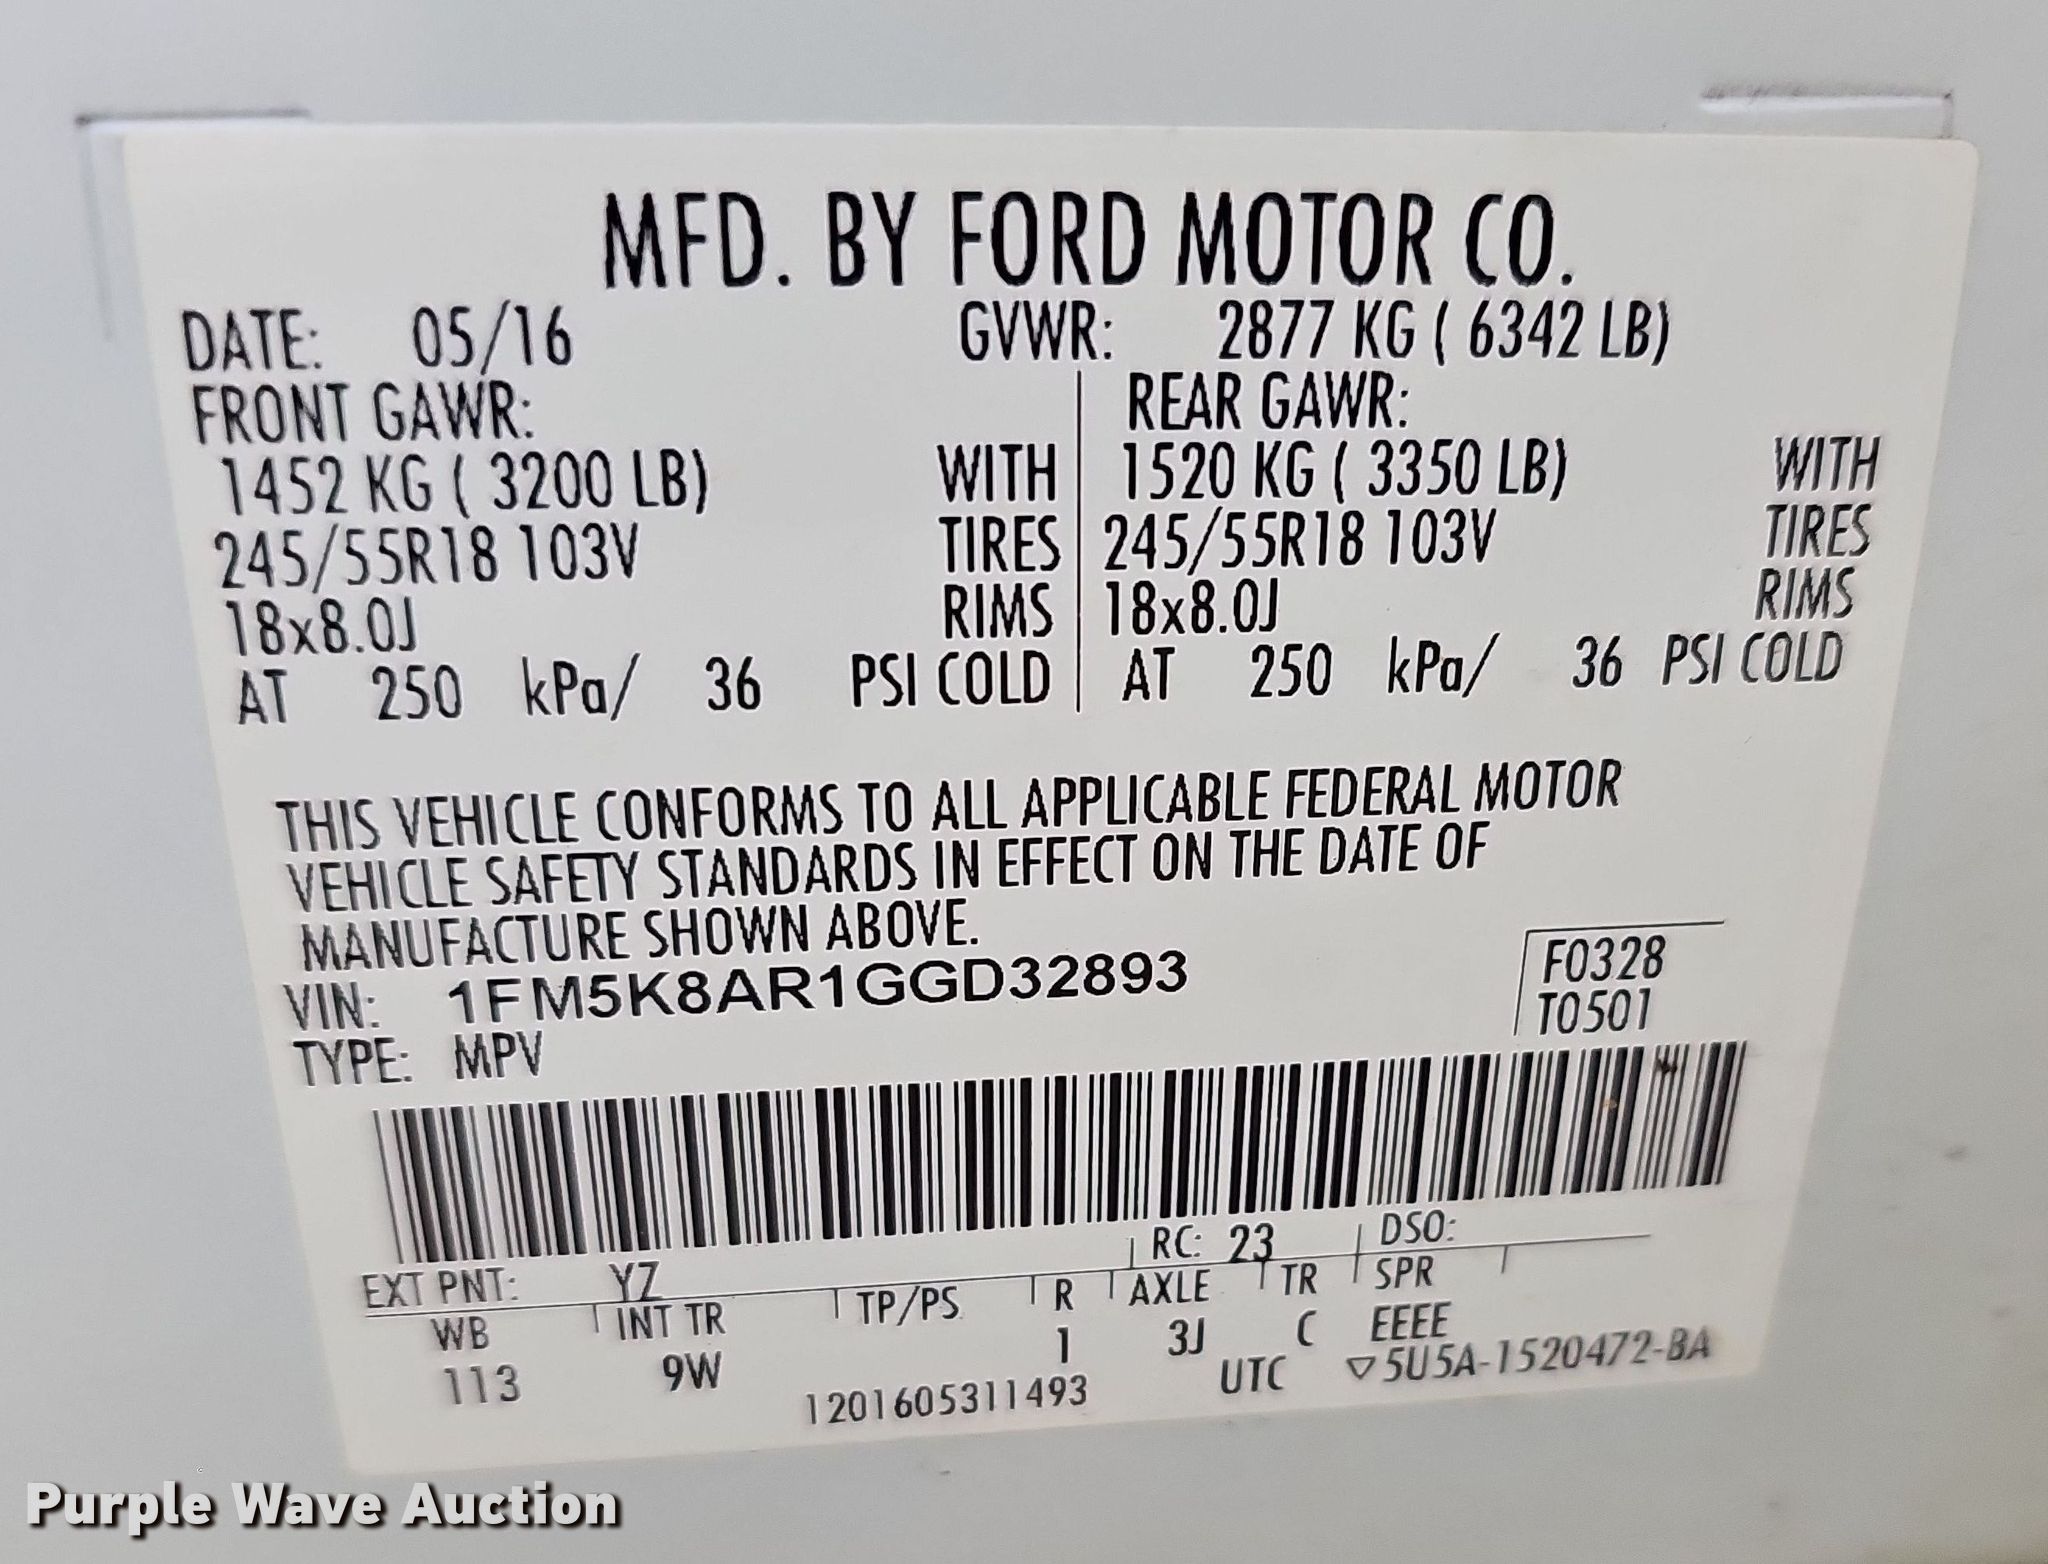 MFD. BY FORD MOTOR CO.
DATE: 05/16 GVWR: 2877 KG ( 6342 LB)
FRONT GAWR: REAR GAWR:
1452 KG ( 3200 LB) WITH 1520 KG ( 3350 LB) WITH
245/55R18 103V TIRES 245/55R18 103V TIRES
18x8.0J RIMS 18x8.0J RIMS
AT 250 kPa/ 36 PSI COLD AT 250 kPa/ 36 PSI COLD
THIS VEHICLE CONFORMS TO ALL APPLICABLE FEDERAL MOTOR
VEHICLE SAFETY STANDARDS IN EFFECT ON THE DATE OF
MANUFACTURE SHOWN ABOVE.
F0328
VIN: 1FM5K8AR1GGD32893
T0501
TYPE: MPV
EXT PNT: YZ RC: 23 DSO:
WB INT TR TP/PS R AXLE TR SPR
113 9W 1 3J C EEEE
1201605311493 UTC ▽5U5A-1520472-BA
Purple Wave Auction